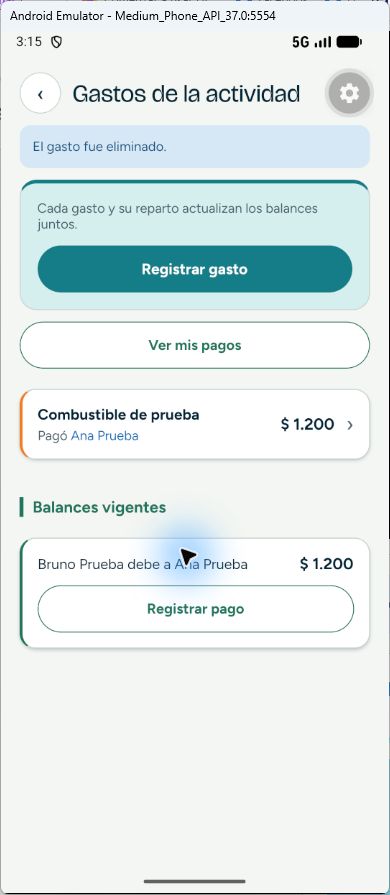 Android Emulator - Medium_Phone_API_37.0:5554
3:15
5G
Gastos de la actividad
El gasto fue eliminado.
Cada gasto y su reparto actualizan los balances
juntos.
Registrar gasto
Ver mis pagos
Combustible de prueba
$ 1.200
Pagó Ana Prueba
Balances vigentes
Bruno Prueba debe a Ana Prueba
$ 1.200
Registrar pago